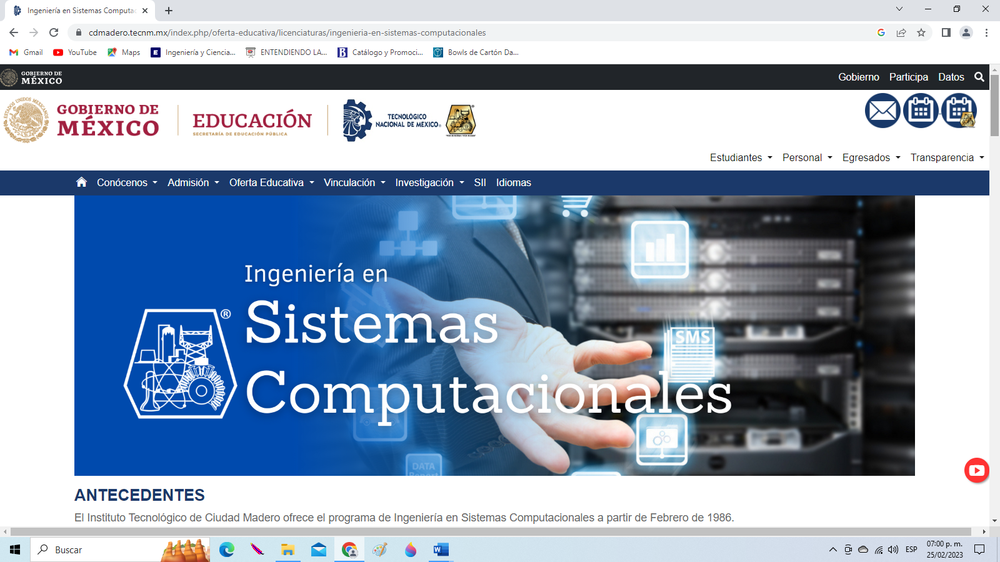 Ingeniería en Sistemas Computac
cdmadero.tecnm.mx/index.php/oferta-educativa/licenciaturas/ingenieria-en-sistemas-computacionales
Gmail YouTube Maps Ingeniería y Ciencia... ENTENDIENDO LA... Catálogo y Promoci... Bowls de Cartón Da...
GOBIERNO DE
MÉXICO
Gobierno Participa Datos
ESTADOS UNIDOS MEXICANOS
GOBIERNO DE
MÉXICO
EDUCACIÓN
SECRETARÍA DE EDUCACIÓN PÚBLICA
TECNOLÓGICO
NACIONAL DE MÉXICO®
Estudiantes Personal Egresados Transparencia
Conócenos Admisión Oferta Educativa Vinculación Investigación SII Idiomas
Ingeniería en
Sistemas
Computacionales
®
SMS
DATA
Report
ANTECEDENTES
El Instituto Tecnológico de Ciudad Madero ofrece el programa de Ingeniería en Sistemas Computacionales a partir de Febrero de 1986.
Buscar
ESP
07:00 p. m.
25/02/2023